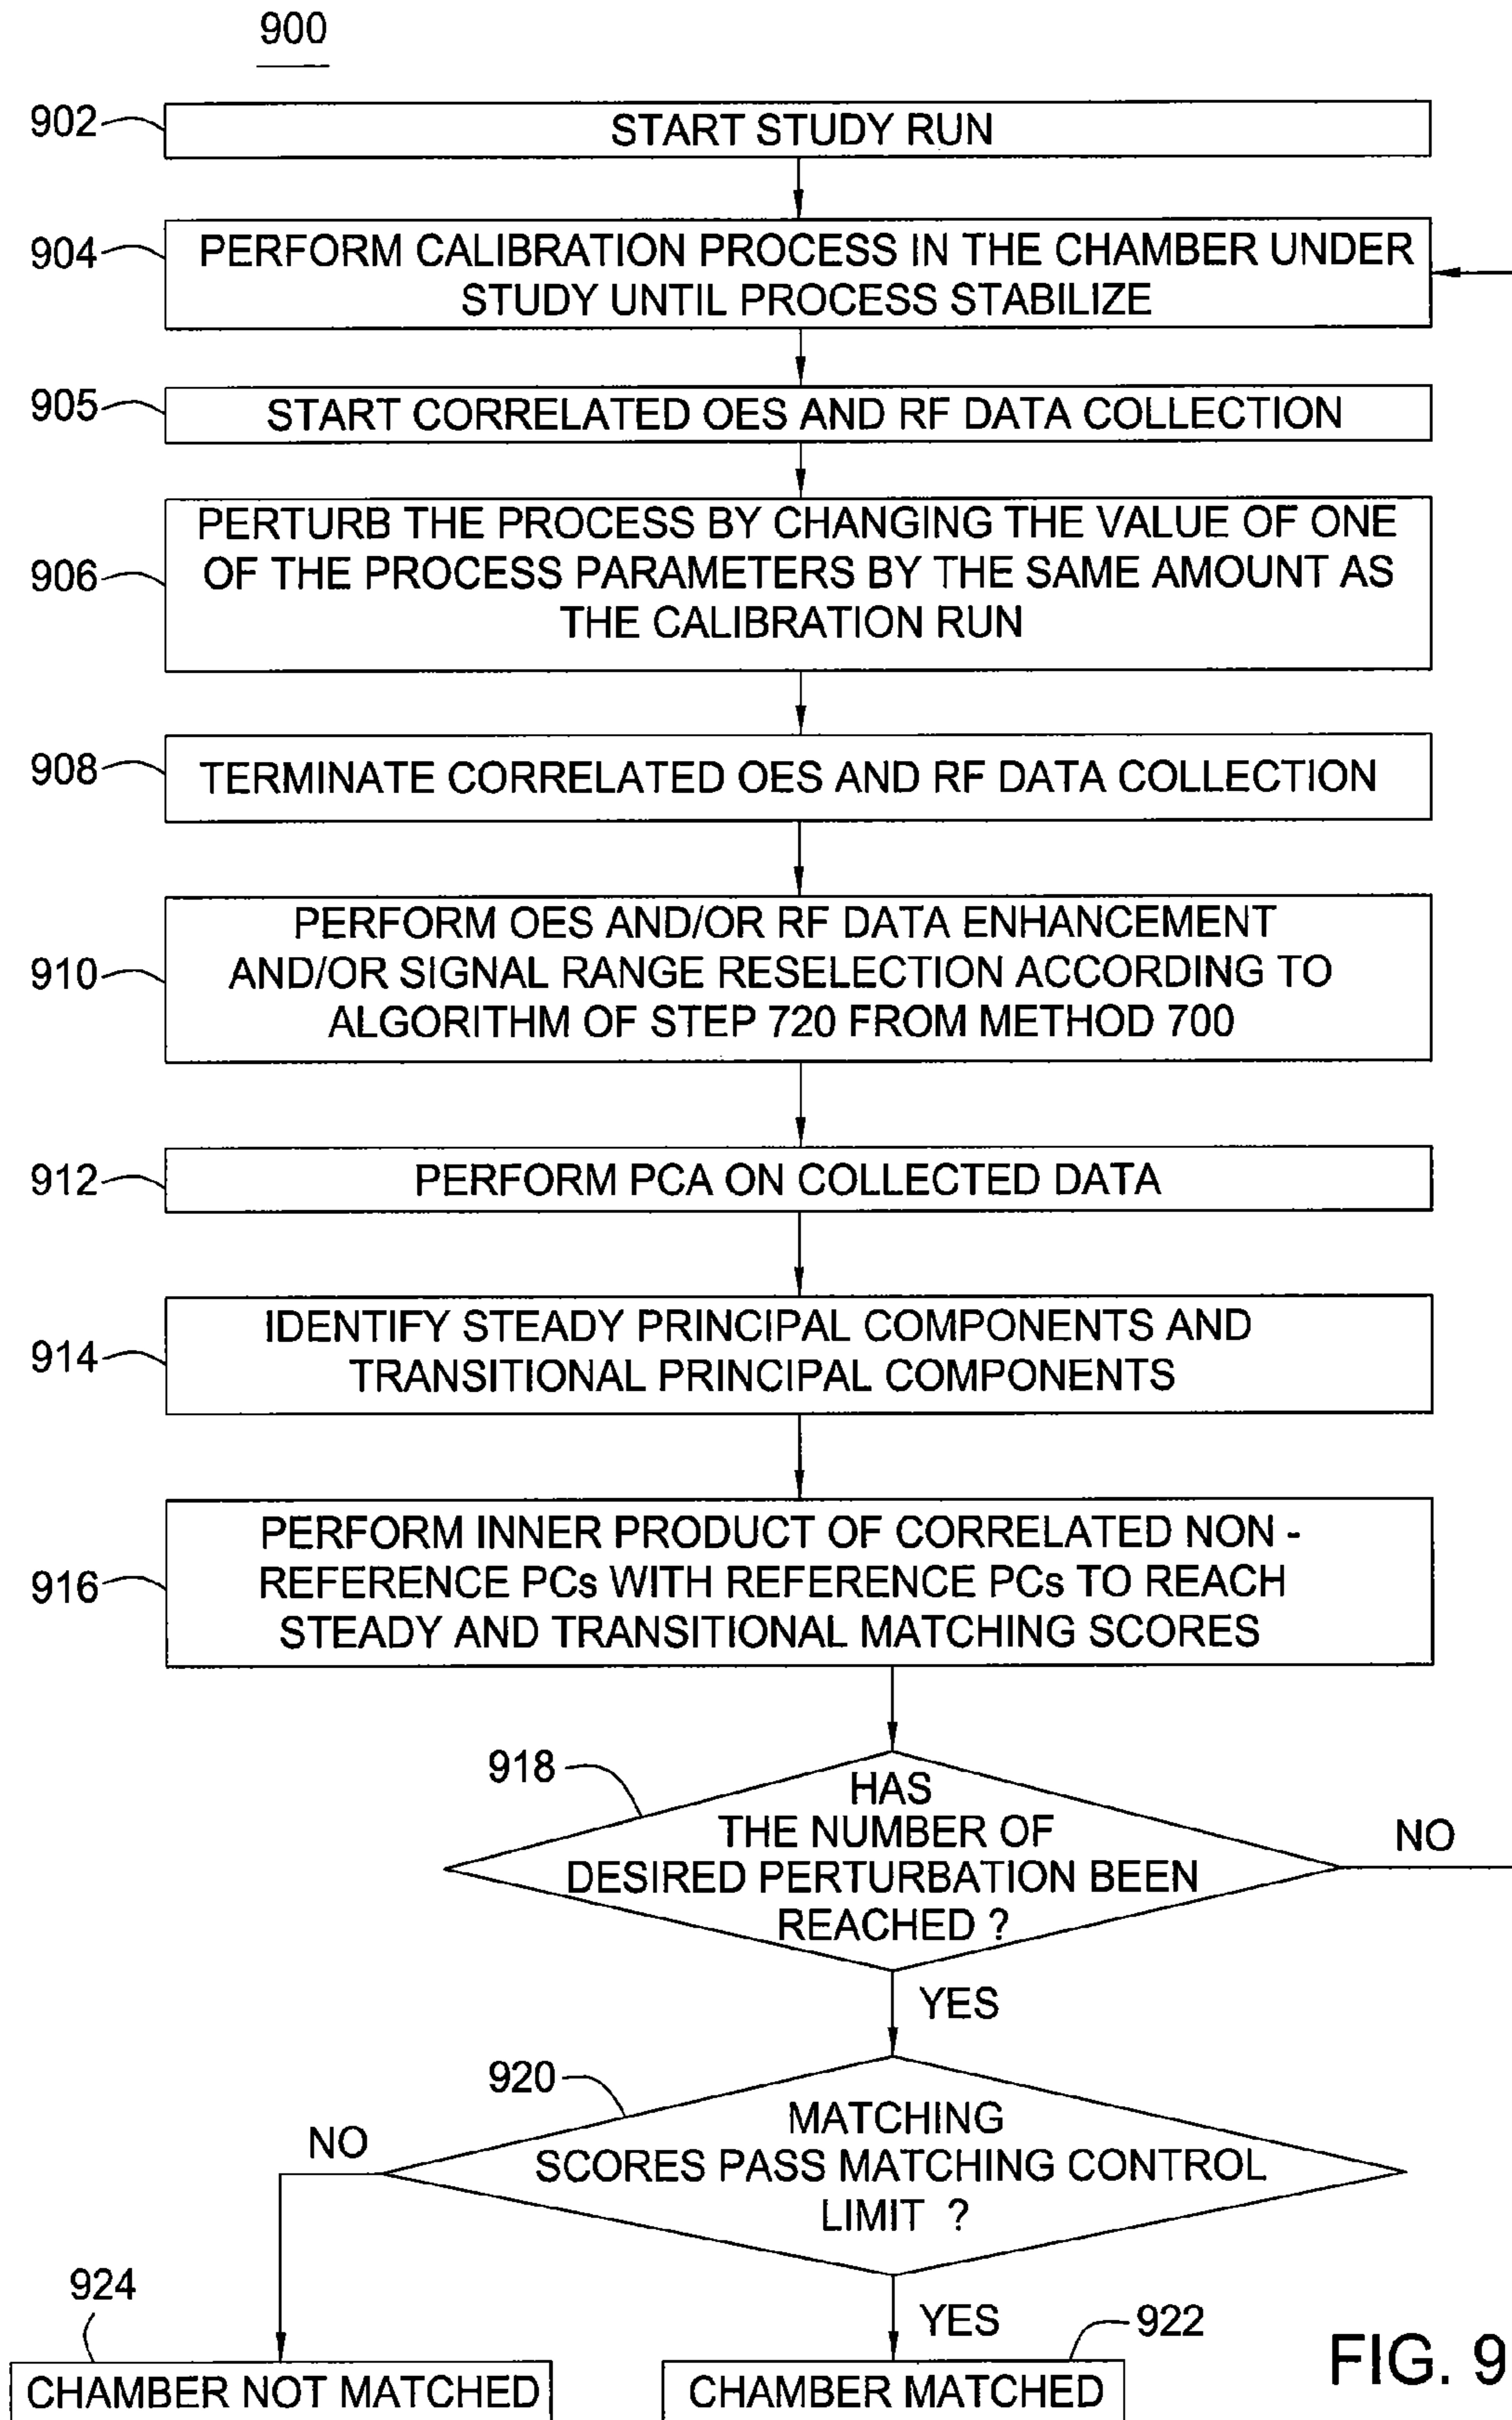 900
902
START STUDY RUN
904
PERFORM CALIBRATION PROCESS IN THE CHAMBER UNDER
STUDY UNTIL PROCESS STABILIZE
905
START CORRELATED OES AND RF DATA COLLECTION
906
PERTURB THE PROCESS BY CHANGING THE VALUE OF ONE
OF THE PROCESS PARAMETERS BY THE SAME AMOUNT AS
THE CALIBRATION RUN
908
TERMINATE CORRELATED OES AND RF DATA COLLECTION
910
PERFORM OES AND/OR RF DATA ENHANCEMENT
AND/OR SIGNAL RANGE RESELECTION ACCORDING TO
ALGORITHM OF STEP 720 FROM METHOD 700
912
PERFORM PCA ON COLLECTED DATA
914
IDENTIFY STEADY PRINCIPAL COMPONENTS AND
TRANSITIONAL PRINCIPAL COMPONENTS
916
PERFORM INNER PRODUCT OF CORRELATED NON -
REFERENCE PCs WITH REFERENCE PCs TO REACH
STEADY AND TRANSITIONAL MATCHING SCORES
918
HAS
THE NUMBER OF
DESIRED PERTURBATION BEEN
REACHED ?
NO
YES
920
MATCHING
SCORES PASS MATCHING CONTROL
LIMIT ?
NO
YES
924
CHAMBER NOT MATCHED
922
CHAMBER MATCHED
FIG. 9